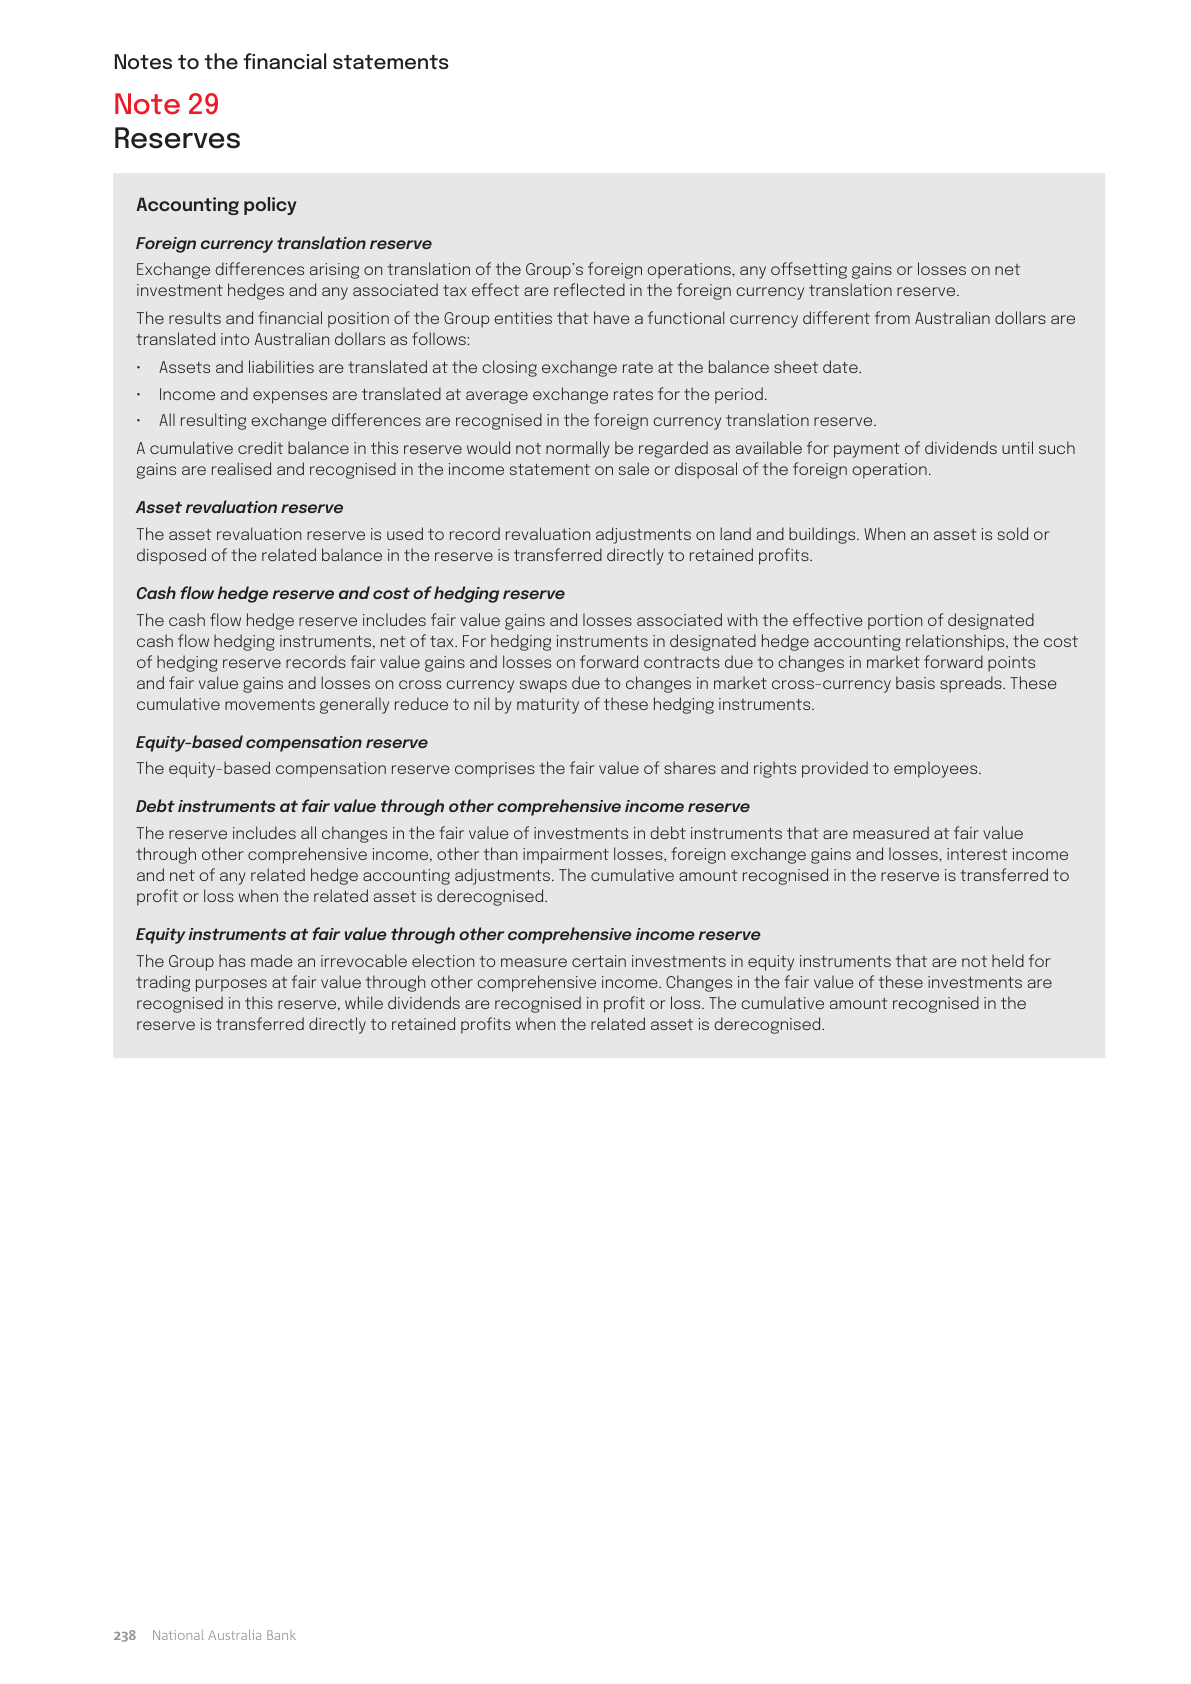 Notes to the financial statements
Note 29
Reserves
Accounting policy
Foreign currency translation reserve
Exchange differences arising on translation of the Group's foreign operations, any offsetting gains or losses on net
investment hedges and any associated tax effect are reflected in the foreign currency translation reserve.
The results and financial position of the Group entities that have a functional currency different from Australian dollars are
translated into Australian dollars as follows:
• Assets and liabilities are translated at the closing exchange rate at the balance sheet date.
• Income and expenses are translated at average exchange rates for the period.
• All resulting exchange differences are recognised in the foreign currency translation reserve.
A cumulative credit balance in this reserve would not normally be regarded as available for payment of dividends until such
gains are realised and recognised in the income statement on sale or disposal of the foreign operation.
Asset revaluation reserve
The asset revaluation reserve is used to record revaluation adjustments on land and buildings. When an asset is sold or
disposed of the related balance in the reserve is transferred directly to retained profits.
Cash flow hedge reserve and cost of hedging reserve
The cash flow hedge reserve includes fair value gains and losses associated with the effective portion of designated
cash flow hedging instruments, net of tax. For hedging instruments in designated hedge accounting relationships, the cost
of hedging reserve records fair value gains and losses on forward contracts due to changes in market forward points
and fair value gains and losses on cross currency swaps due to changes in market cross-currency basis spreads. These
cumulative movements generally reduce to nil by maturity of these hedging instruments.
Equity-based compensation reserve
The equity-based compensation reserve comprises the fair value of shares and rights provided to employees.
Debt instruments at fair value through other comprehensive income reserve
The reserve includes all changes in the fair value of investments in debt instruments that are measured at fair value
through other comprehensive income, other than impairment losses, foreign exchange gains and losses, interest income
and net of any related hedge accounting adjustments. The cumulative amount recognised in the reserve is transferred to
profit or loss when the related asset is derecognised.
Equity instruments at fair value through other comprehensive income reserve
The Group has made an irrevocable election to measure certain investments in equity instruments that are not held for
trading purposes at fair value through other comprehensive income. Changes in the fair value of these investments are
recognised in this reserve, while dividends are recognised in profit or loss. The cumulative amount recognised in the
reserve is transferred directly to retained profits when the related asset is derecognised.
238 National Australia Bank